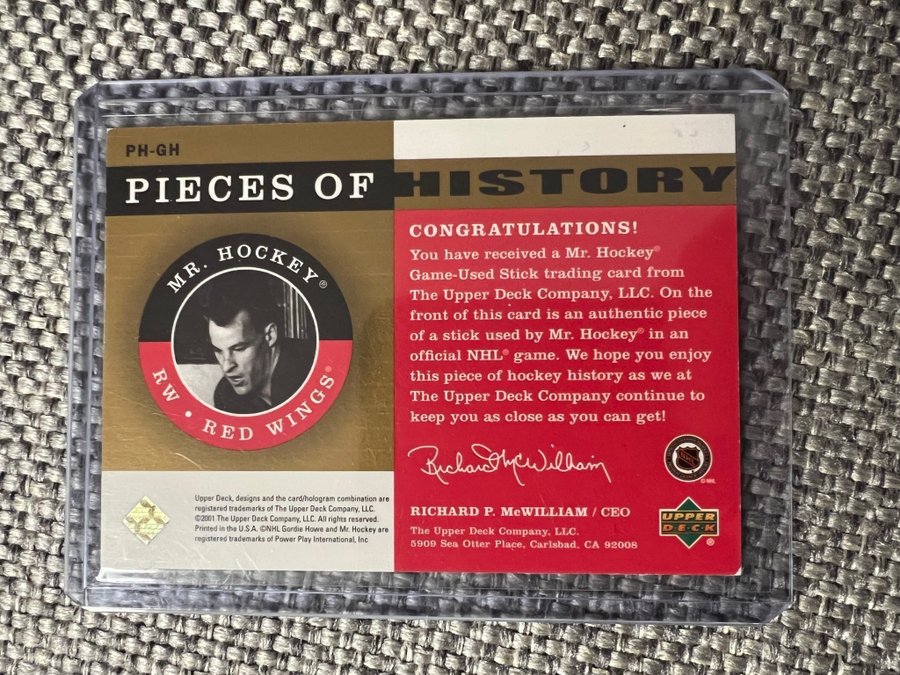 PH-GH
PIECES OF HISTORY
MR. HOCKEY®
RW • RED WINGS®
CONGRATULATIONS!
You have received a Mr. Hockey®
Game-Used Stick trading card from
The Upper Deck Company, LLC. On the
front of this card is an authentic piece
of a stick used by Mr. Hockey® in an
official NHL® game. We hope you enjoy
this piece of hockey history as we at
The Upper Deck Company continue to
keep you as close as you can get!
Richard P. McWilliam
NHL
©NHL
RICHARD P. McWILLIAM / CEO
The Upper Deck Company, LLC.
5909 Sea Otter Place, Carlsbad, CA 92008
UPPER
DECK®
Upper Deck, designs and the card/hologram combination are
registered trademarks of The Upper Deck Company, LLC.
©2001 The Upper Deck Company, LLC. All rights reserved.
Printed in the U.S.A. ©NHL Gordie Howe and Mr. Hockey are
registered trademarks of Power Play International, Inc